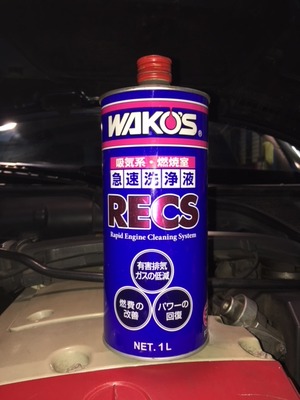 WAKO'S®
吸気系・燃焼室
急速洗浄液
RECS
Rapid Engine Cleaning System
有害排気
ガスの低減
燃費の
改善
パワーの
回復
NET. 1L